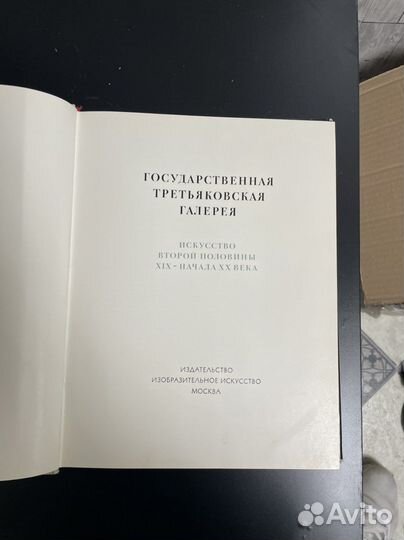 ГОСУДАРСТВЕННАЯ
ТРЕТЬЯКОВСКАЯ
ГАЛЕРЕЯ
ИСКУССТВО
ВТОРОЙ ПОЛОВИНЫ
XIX - НАЧАЛА XX ВЕКА
ИЗДАТЕЛЬСТВО
ИЗОБРАЗИТЕЛЬНОЕ ИСКУССТВО
МОСКВА
Avito